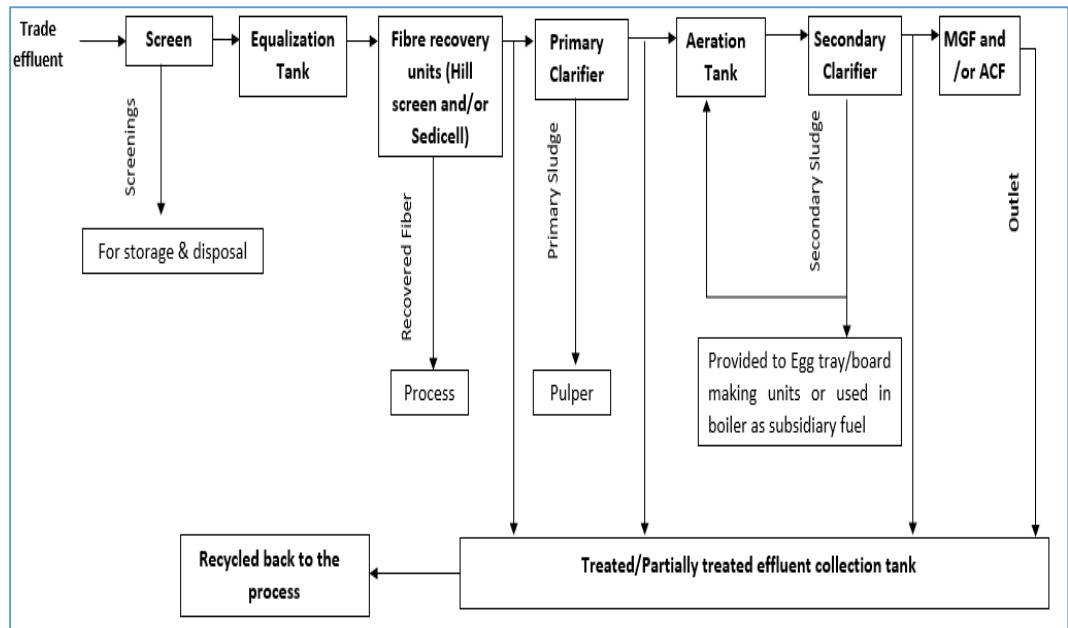 Trade
effluent
Screen
Equalization
Tank
Fibre recovery
units (Hill
screen and/or
Sedicell)
Primary
Clarifier
Aeration
Tank
Secondary
Clarifier
MGF and
/or ACF
Screenings
Recovered Fiber
Primary Sludge
Secondary Sludge
Outlet
For storage & disposal
Process
Pulper
Provided to Egg tray/board
making units or used in
boiler as subsidiary fuel
Recycled back to the
process
Treated/Partially treated effluent collection tank